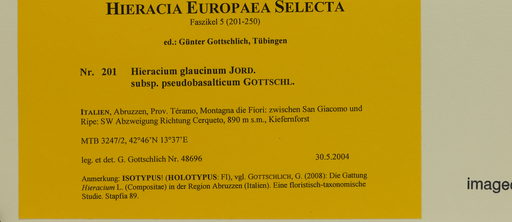 HIERACIA EUROPAEA SELECTA
Faszikel 5 (201-250)
ed.: Günter Gottschlich, Tübingen
Nr. 201 Hieracium glaucinum JORD.
subsp. pseudobasalticum GOTTSCHL.
ITALIEN, Abruzzen, Prov. Téramo, Montagna die Fiori: zwischen San Giacomo und
Ripe: SW Abzweigung Richtung Cerqueto, 890 m s.m., Kiefernforst
MTB 3247/2, 42°46'N 13°37'E
leg. et det. G. Gottschlich Nr. 48696 30.5.2004
Anmerkung: ISOTYPUS! (HOLOTYPUS: FI), vgl. GOTTSCHLICH, G. (2008): Die Gattung
Hieracium L. (Compositae) in der Region Abruzzen (Italien). Eine floristisch-taxonomische
Studie. Stapfia 89.